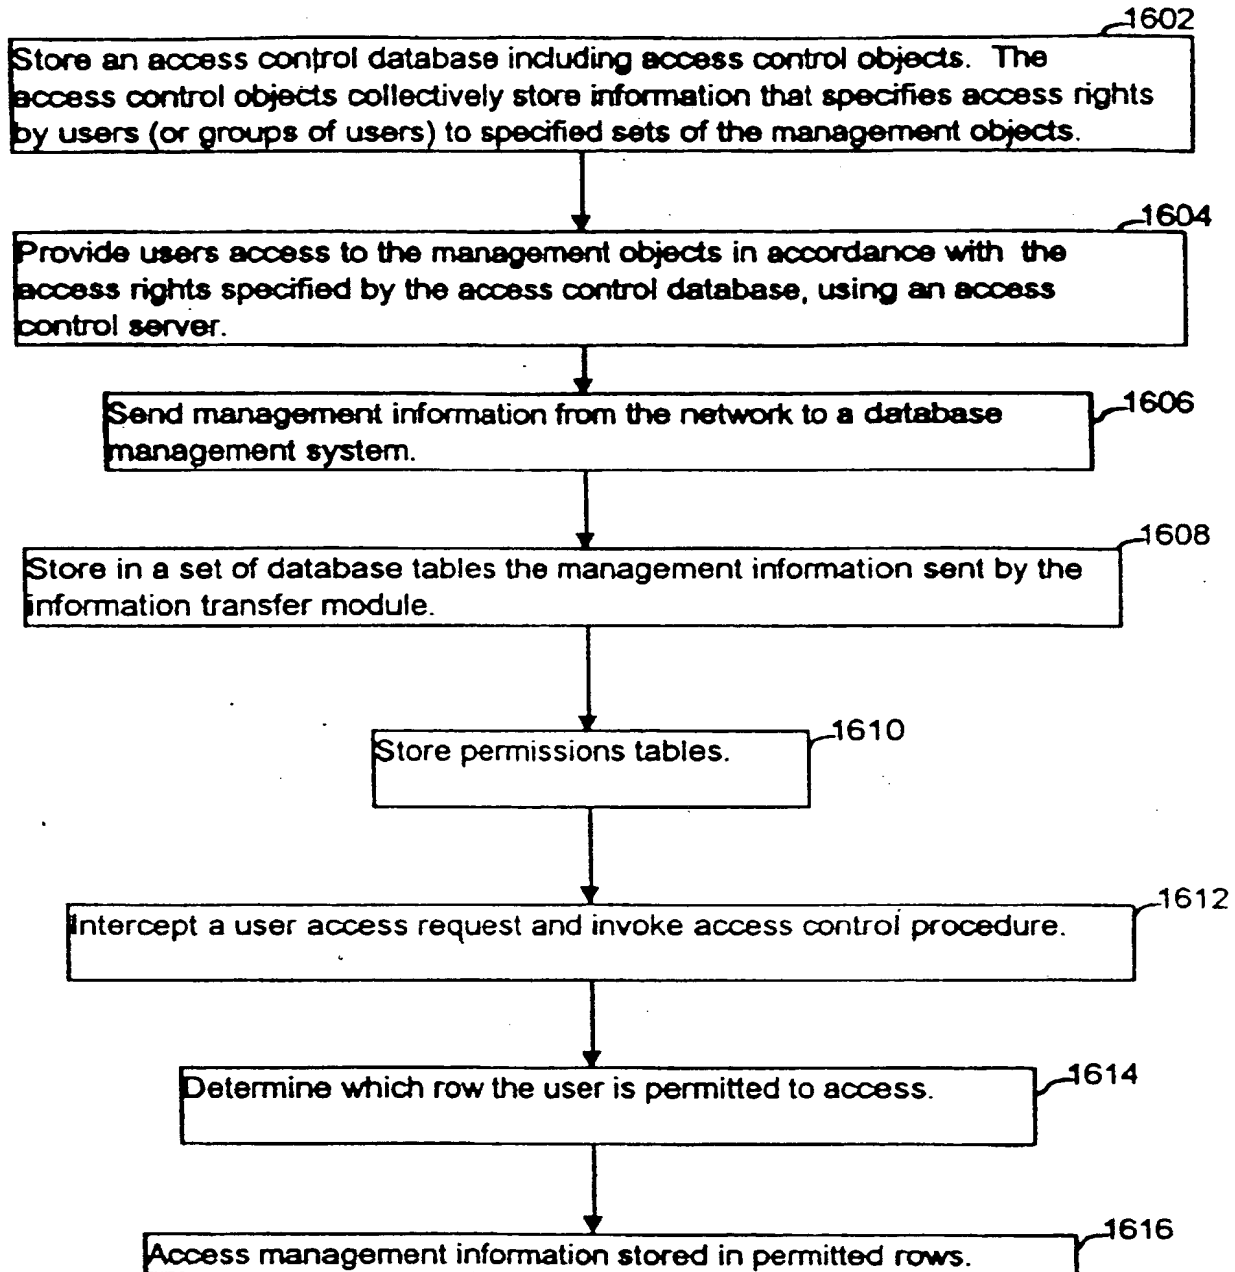 1602
Store an access control database including access control objects. The
access control objects collectively store information that specifies access rights
by users (or groups of users) to specified sets of the management objects.
1604
Provide users access to the management objects in accordance with the
access rights specified by the access control database, using an access
control server.
1606
Send management information from the network to a database
management system.
1608
Store in a set of database tables the management information sent by the
information transfer module.
1610
Store permissions tables.
1612
Intercept a user access request and invoke access control procedure.
1614
Determine which row the user is permitted to access.
1616
Access management information stored in permitted rows.